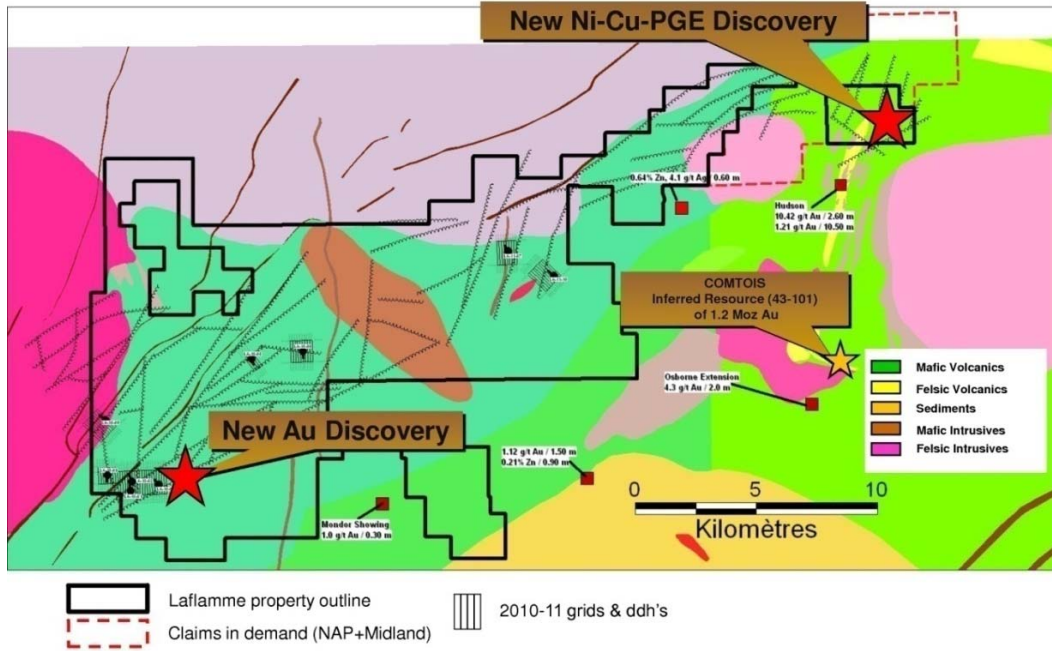 New Ni-Cu-PGE Discovery
0.64% Zn, 4.1 g/t Ag / 0.60 m
Hudson
10.42 g/t Au / 2.60 m
1.21 g/t Au / 10.50 m
COMTOIS
Inferred Resource (43-101)
of 1.2 Moz Au
Mafic Volcanics
Felsic Volcanics
Sediments
Mafic Intrusives
Felsic Intrusives
Osborne Extension
4.3 g/t Au / 2.0 m
New Au Discovery
1.12 g/t Au / 1.50 m
0.21% Zn / 0.90 m
0 5 10
Kilomètres
Mondor Showing
1.0 g/t Au / 0.30 m
Laflamme property outline
2010-11 grids & ddh's
Claims in demand (NAP+Midland)